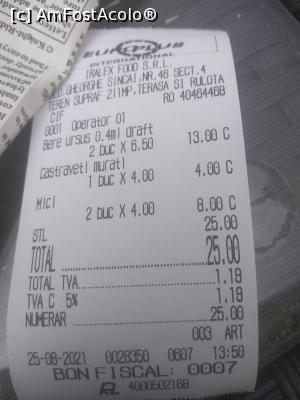 [c] AmFostAcolo®
EUROPLUS
INTERNATIONAL
IRALEX FOOD S.R.L.
GHEORGHE SINCAI,NR.46 SECT.4
TEREN SUPRAF 211MP,TERASA SI RULOTA
CIF RO 40464468
0001 Operator 01
Bere ursus 0.4ml draft
2 buc X 6.50 13.00 C
Castraveti murati
1 buc X 4.00 4.00 C
Mici
2 buc X 4.00 8.00 C
STL 25.00
TOTAL 25.00
TOTAL TVA 1.19
TVA C 5% 1.19
NUMERAR 25.00
003 ART
25-08-2021 0028350 0607 13:50
BON FISCAL: 0007
4000502168